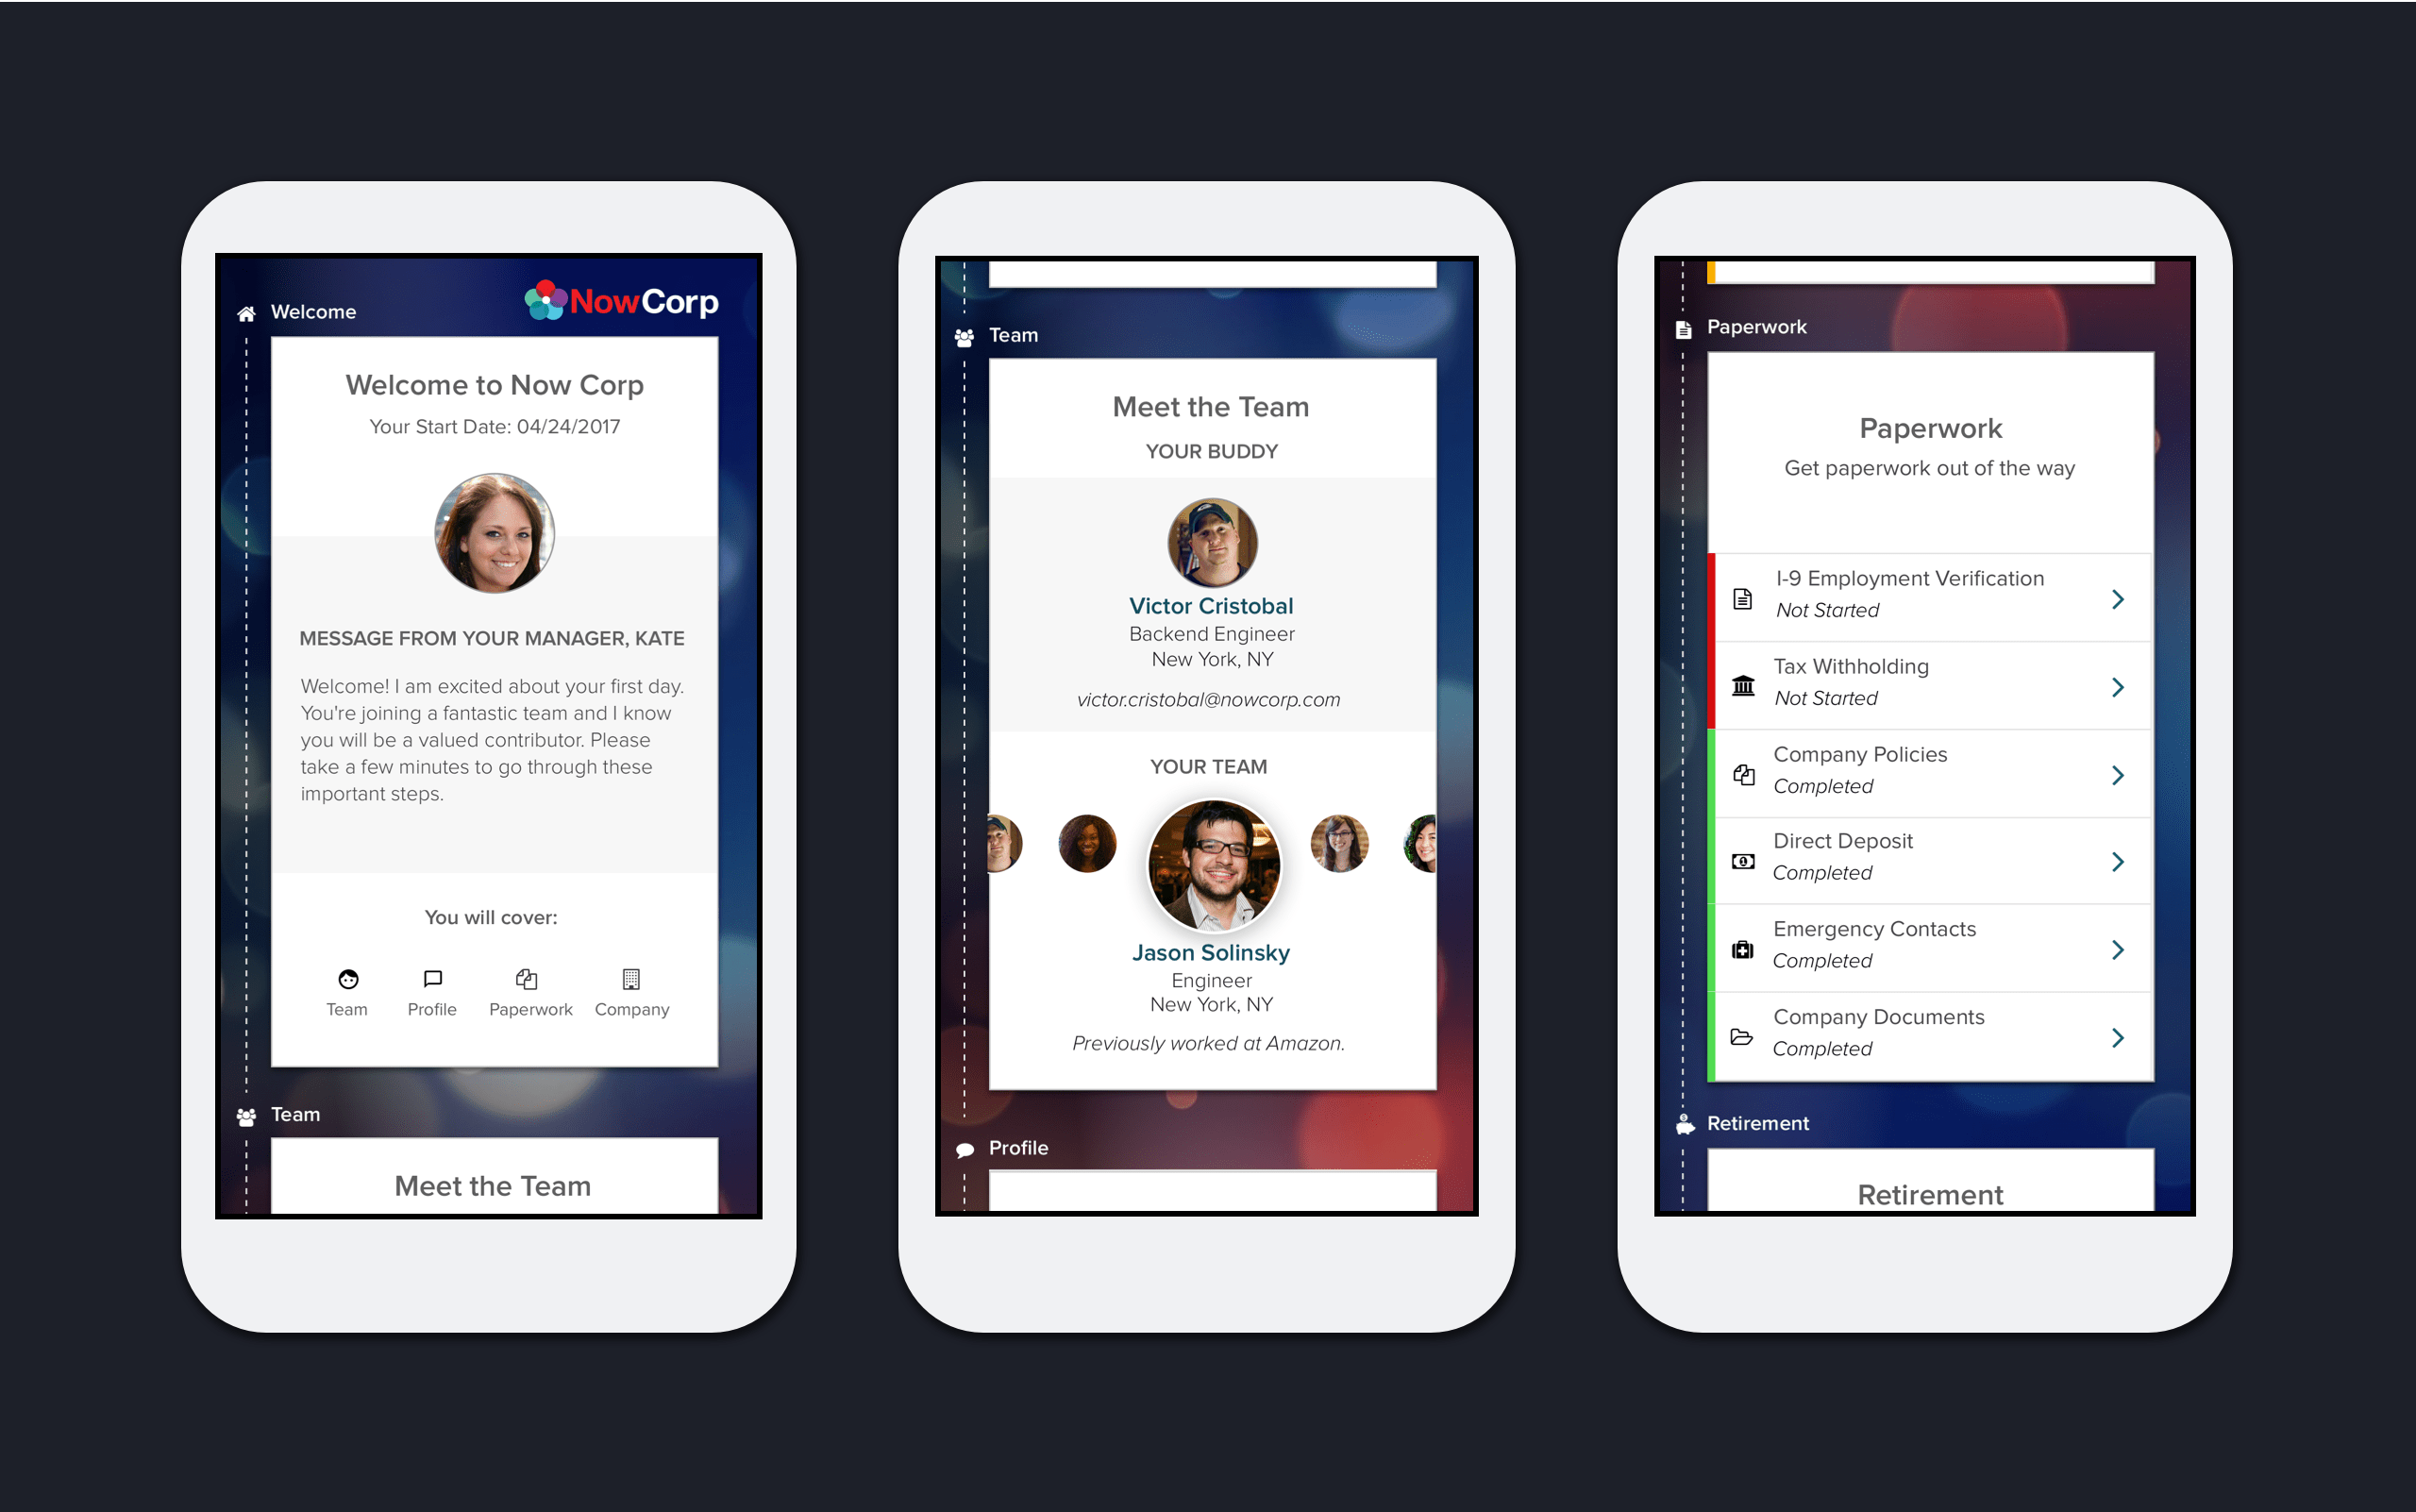 Welcome
NowCorp
Welcome to Now Corp
Your Start Date: 04/24/2017
MESSAGE FROM YOUR MANAGER, KATE
Welcome! I am excited about your first day.
You're joining a fantastic team and I know
you will be a valued contributor. Please
take a few minutes to go through these
important steps.
You will cover:
Team
Profile
Paperwork
Company
Team
Meet the Team
Team
Meet the Team
YOUR BUDDY
Victor Cristobal
Backend Engineer
New York, NY
victor.cristobal@nowcorp.com
YOUR TEAM
Jason Solinsky
Engineer
New York, NY
Previously worked at Amazon.
Profile
Paperwork
Paperwork
Get paperwork out of the way
I-9 Employment Verification
Not Started
Tax Withholding
Not Started
Company Policies
Completed
Direct Deposit
Completed
Emergency Contacts
Completed
Company Documents
Completed
Retirement
Retirement